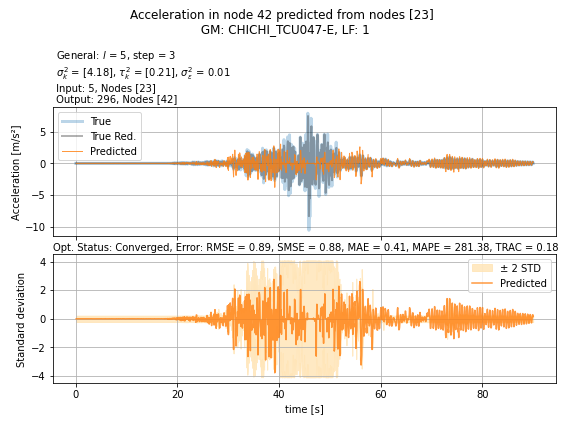 Acceleration in node 42 predicted from nodes [23]
GM: CHICHI_TCU047-E, LF: 1
General: l = 5, step = 3
σ²ₖ = [4.18], τ²ₖ = [0.21], σ²ₑ = 0.01
Input: 5, Nodes [23]
Output: 296, Nodes [42]
Acceleration [m/s²]
5
0
−5
−10
True
True Red.
Predicted
Opt. Status: Converged, Error: RMSE = 0.89, SMSE = 0.88, MAE = 0.41, MAPE = 281.38, TRAC = 0.18
Standard deviation
4
2
0
−2
−4
± 2 STD
Predicted
0 20 40 60 80
time [s]